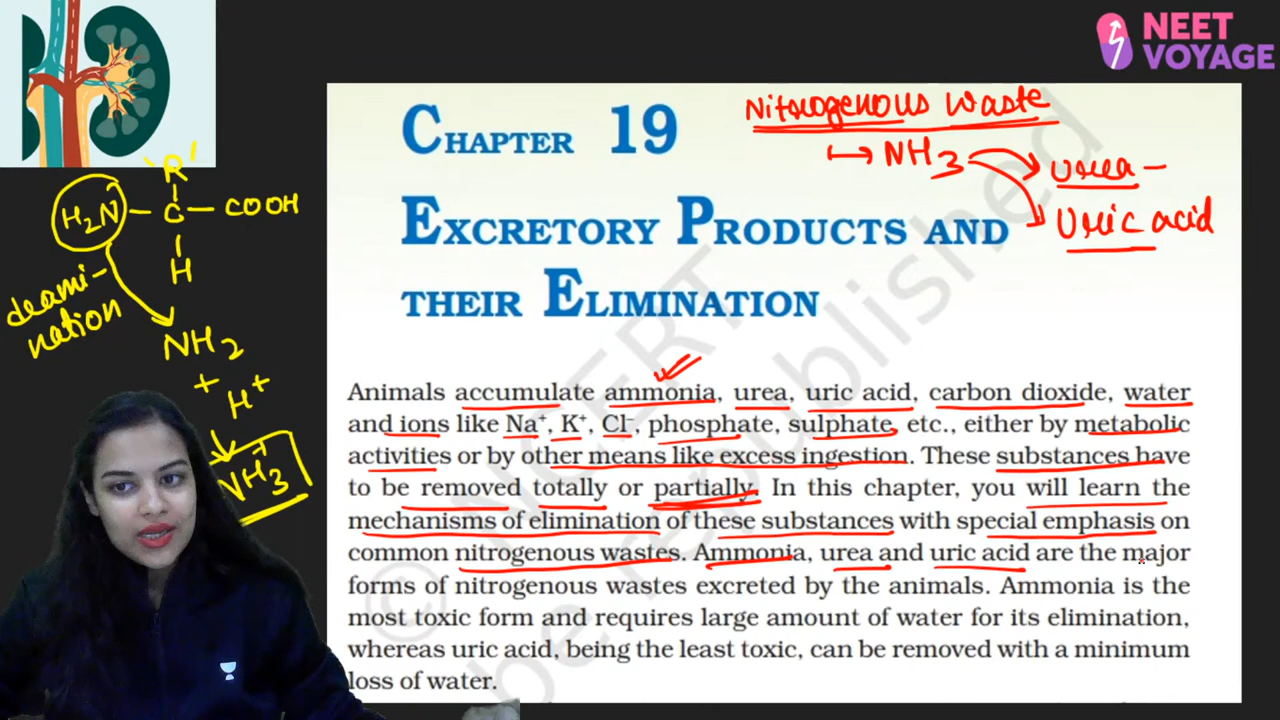 NEET
VOYAGE
CHAPTER 19
EXCRETORY PRODUCTS AND
THEIR ELIMINATION
Nitrogenous waste
↦ NH3
Urea –
Uric acid
'R'
H2N – C – COOH
H
deami-
nation
NH2
+
H+
NH3
Animals accumulate ammonia, urea, uric acid, carbon dioxide, water
and ions like Na+, K+, Cl–, phosphate, sulphate, etc., either by metabolic
activities or by other means like excess ingestion. These substances have
to be removed totally or partially. In this chapter, you will learn the
mechanisms of elimination of these substances with special emphasis on
common nitrogenous wastes. Ammonia, urea and uric acid are the major
forms of nitrogenous wastes excreted by the animals. Ammonia is the
most toxic form and requires large amount of water for its elimination,
whereas uric acid, being the least toxic, can be removed with a minimum
loss of water.
© NCERT
be republished